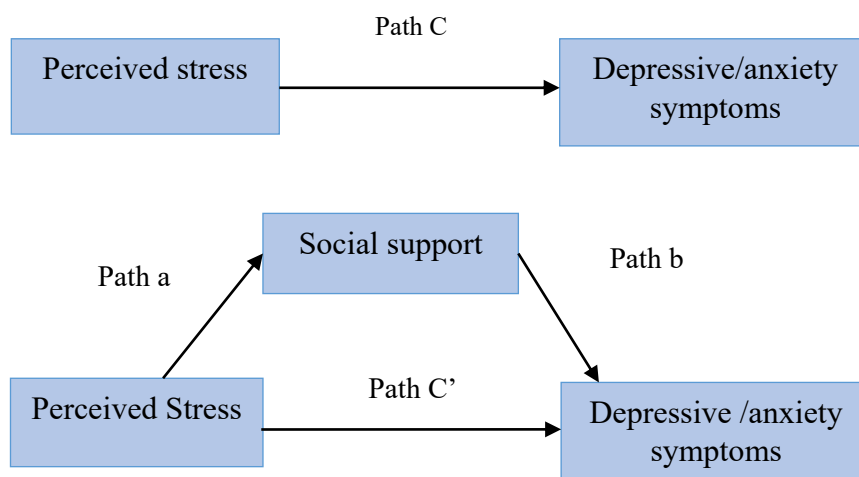 Path C
Perceived stress
Depressive/anxiety
symptoms
Social support
Path a
Path b
Path C’
Perceived Stress
Depressive /anxiety
symptoms